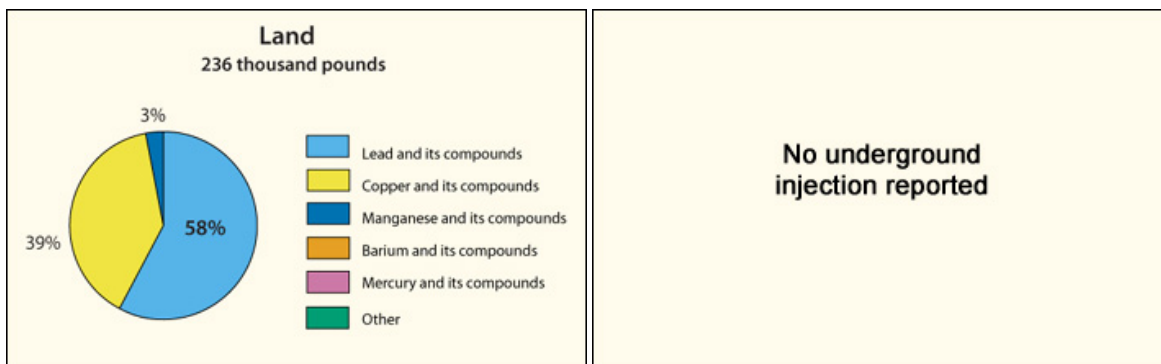 Land
236 thousand pounds
3%
58%
39%
Lead and its compounds
Copper and its compounds
Manganese and its compounds
Barium and its compounds
Mercury and its compounds
Other
No underground
injection reported